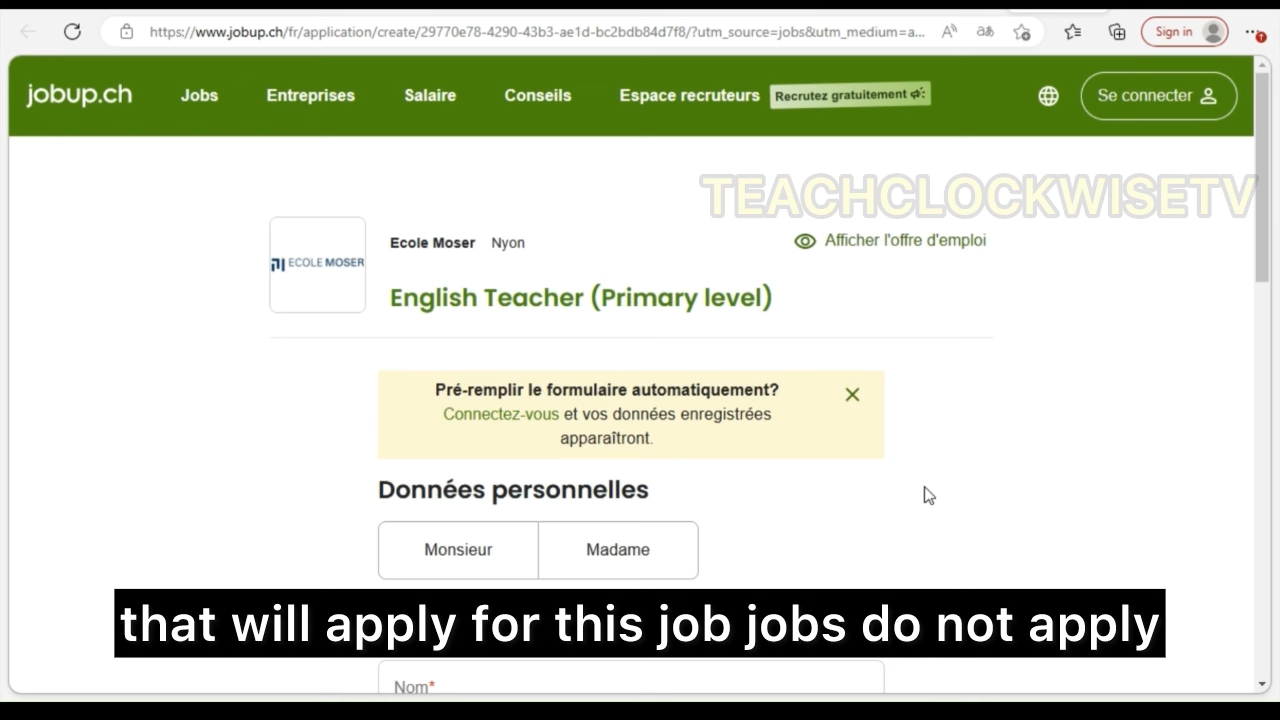 https://www.jobup.ch/fr/application/create/29770e78-4290-43b3-ae1d-bc2bdb84d7f8/?utm_source=jobs&utm_medium=a...
Sign in
jobup.ch
Jobs
Entreprises
Salaire
Conseils
Espace recruteurs
Recrutez gratuitement
Se connecter
TEACHCLOCKWISETV
ECOLE MOSER
Ecole Moser Nyon
Afficher l'offre d'emploi
English Teacher (Primary level)
Pré-remplir le formulaire automatiquement?
Connectez-vous et vos données enregistrées
apparaîtront.
Données personnelles
Monsieur
Madame
that will apply for this job jobs do not apply
Nom*